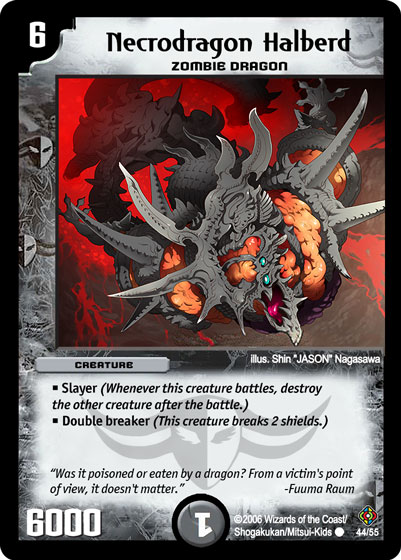 6
Necrodragon Halberd
ZOMBIE DRAGON
illus. Shin "JASON" Nagasawa
CREATURE
▪ Slayer (Whenever this creature battles, destroy
the other creature after the battle.)
▪ Double breaker (This creature breaks 2 shields.)
"Was it poisoned or eaten by a dragon? From a victim's point
of view, it doesn't matter." -Fuuma Raum
6000
1
©2006 Wizards of the Coast/
Shogakukan/Mitsui-Kids ● 44/55